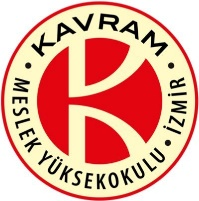 KAVRAM
• MESLEK YÜKSEKOKULU • İZMİR •